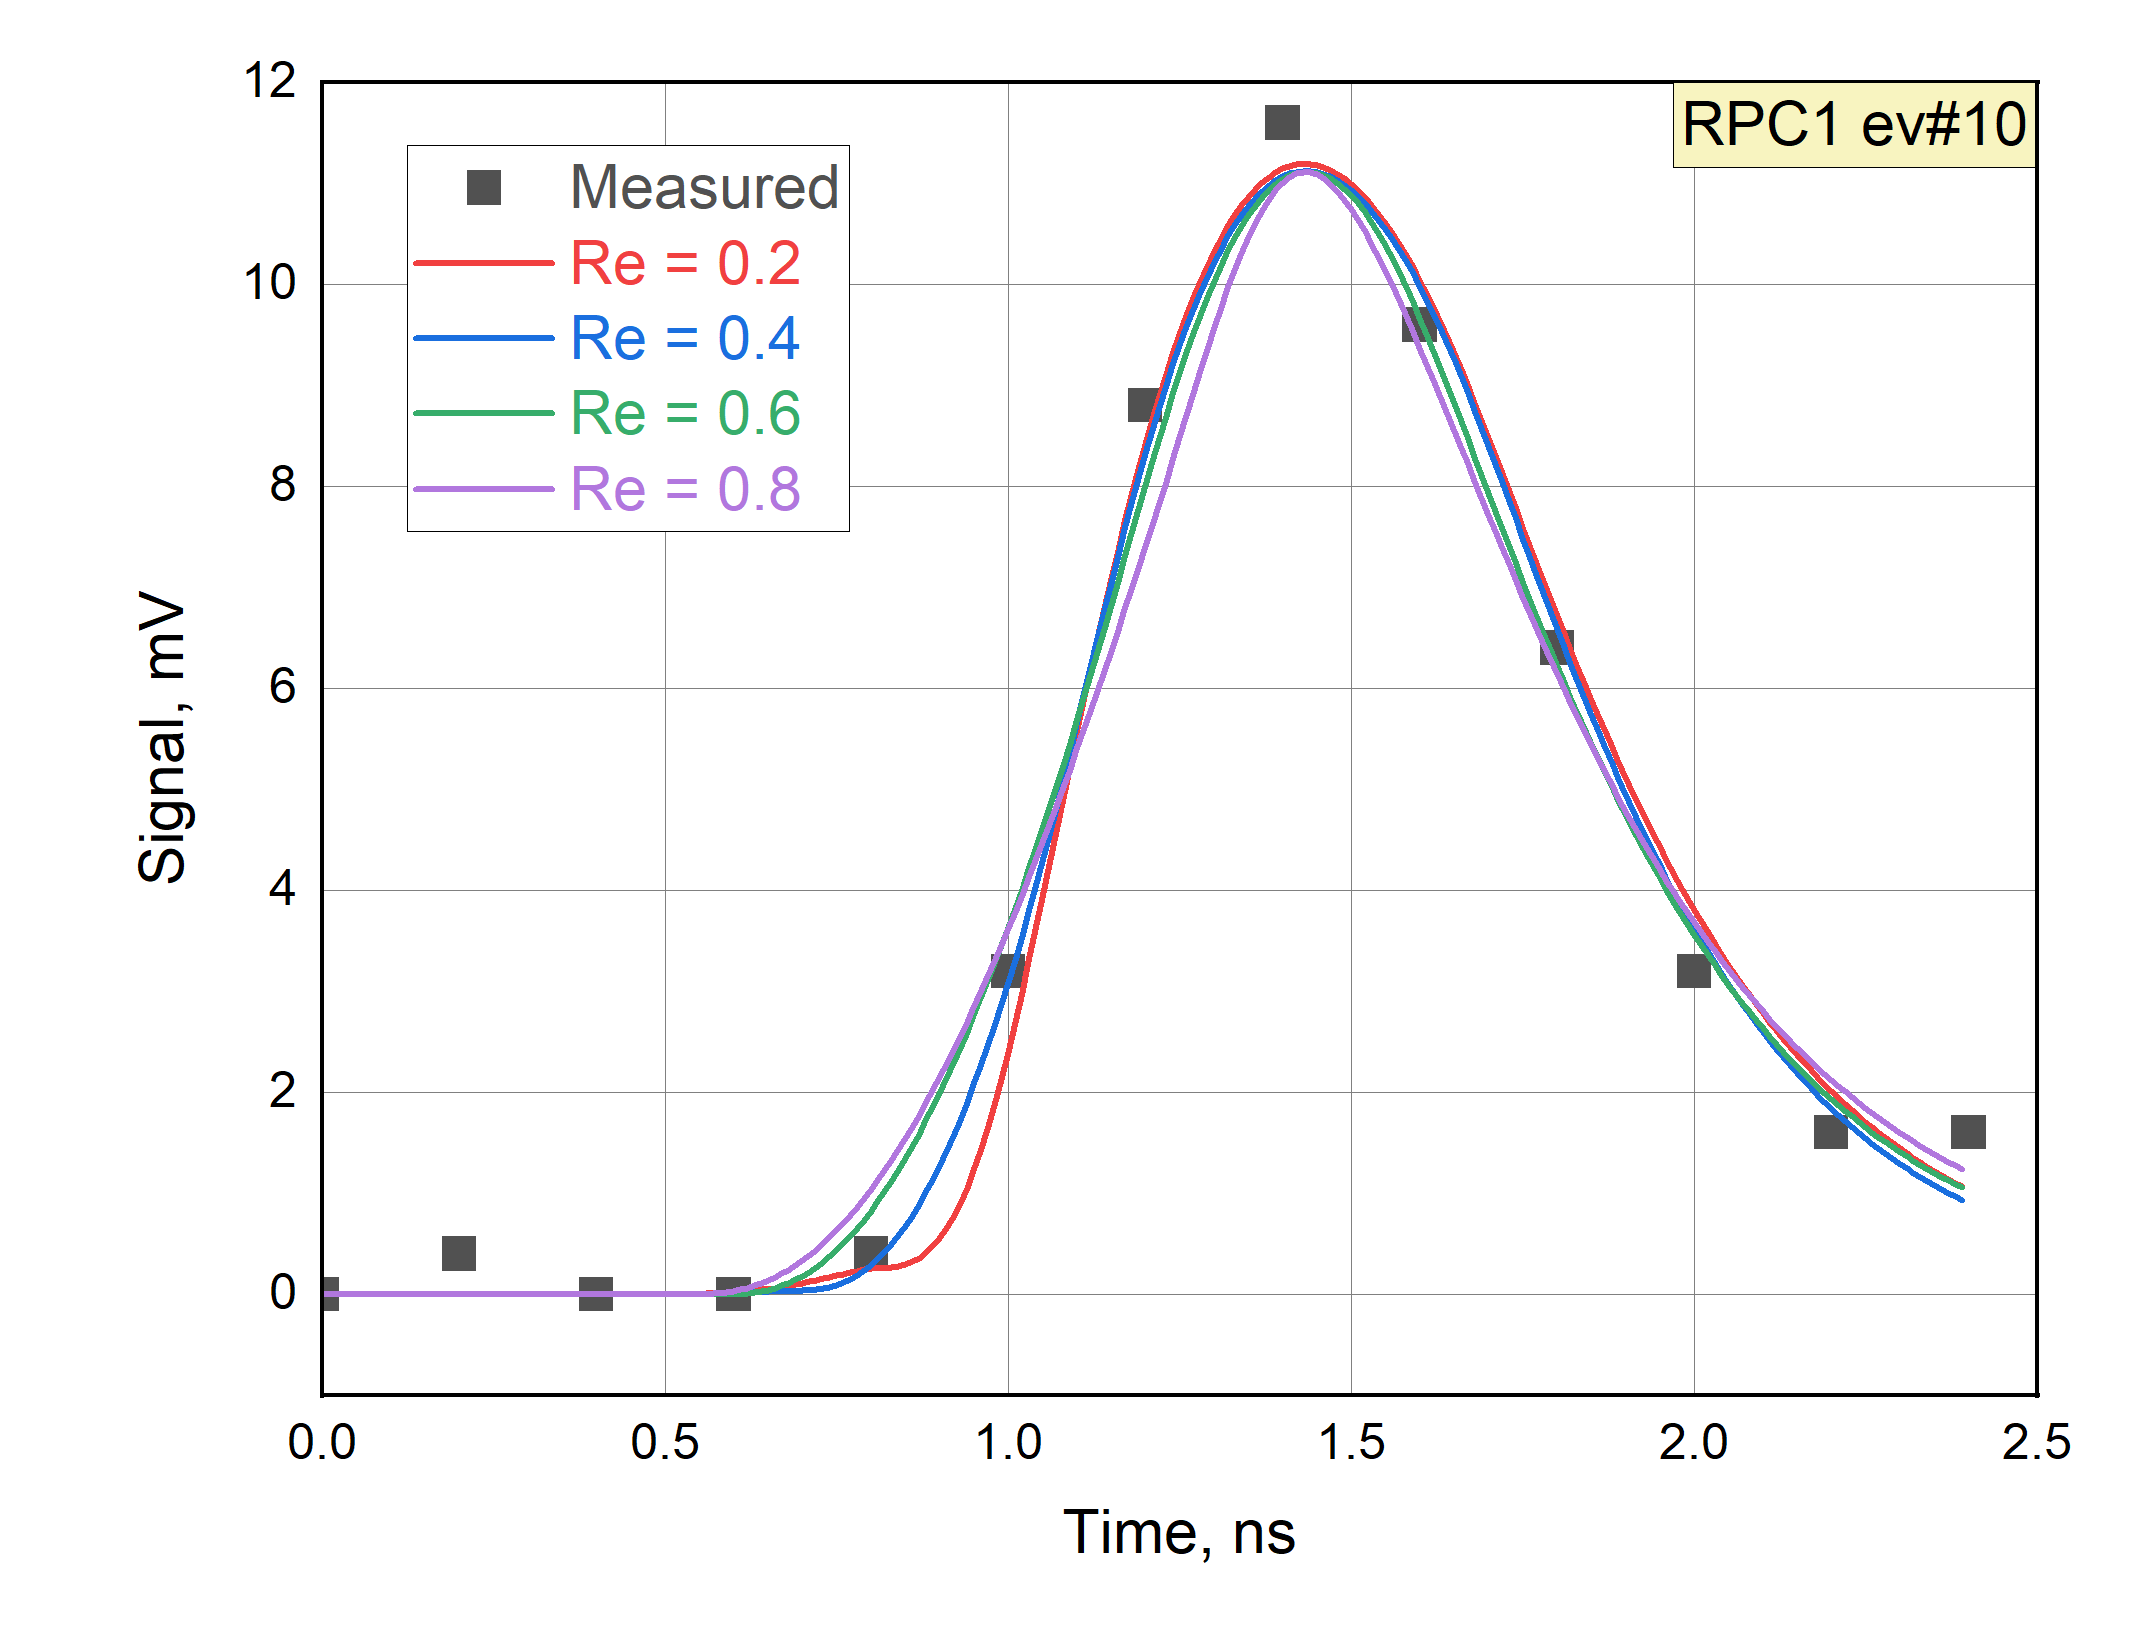 RPC1 ev#10
Measured
Re = 0.2
Re = 0.4
Re = 0.6
Re = 0.8
Signal, mV
12
10
8
6
4
2
0
0.0 0.5 1.0 1.5 2.0 2.5
Time, ns